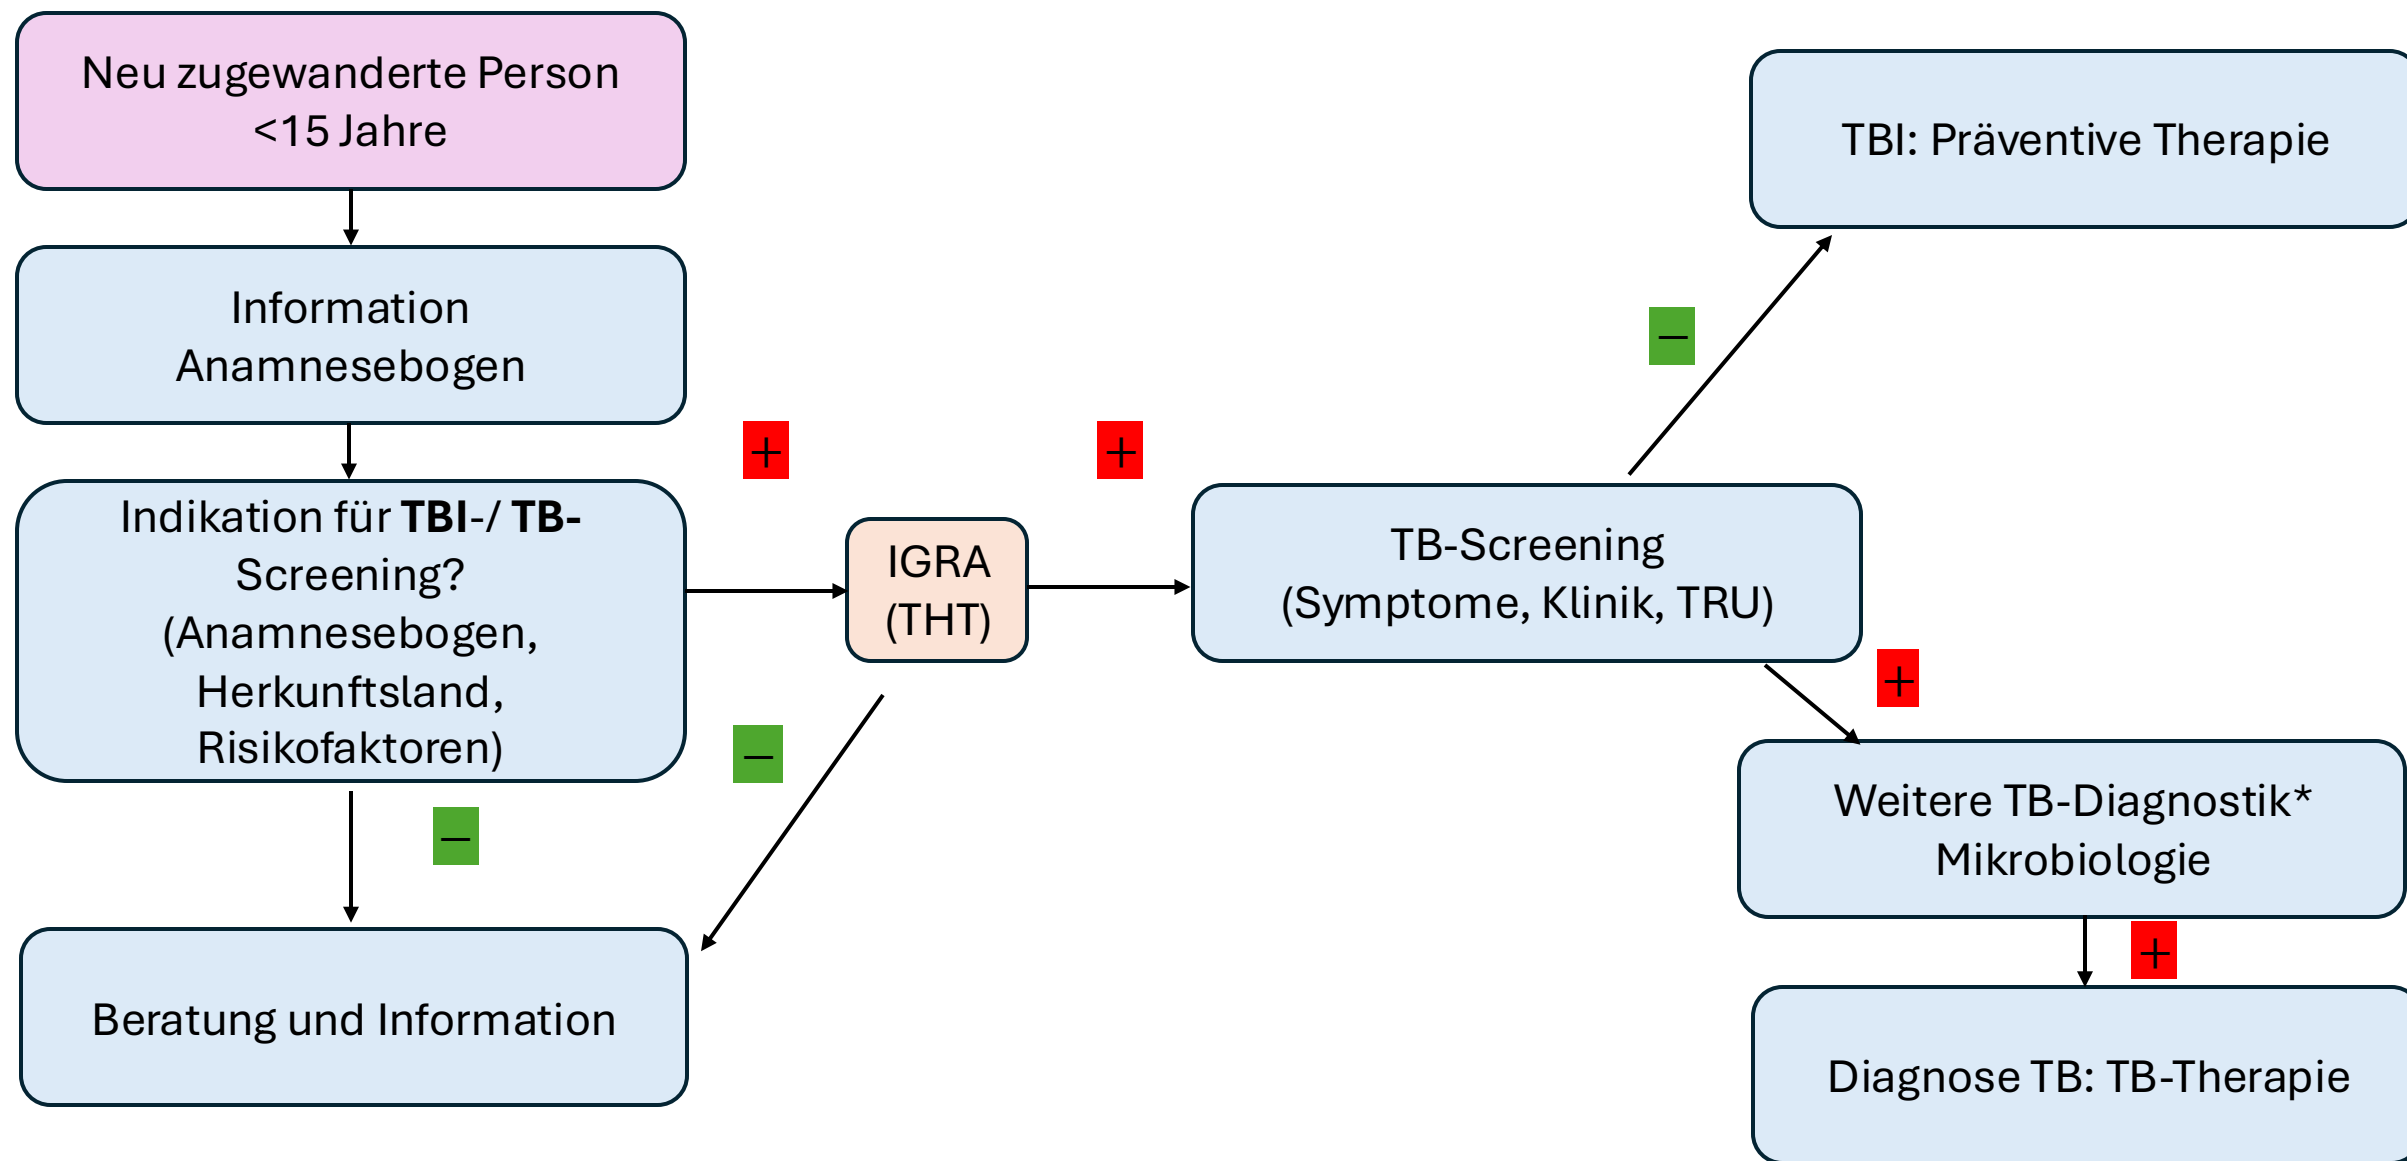 Neu zugewanderte Person
<15 Jahre
Information
Anamnesebogen
Indikation für TBI-/ TB-
Screening?
(Anamnesebogen,
Herkunftsland,
Risikofaktoren)
+
–
IGRA
(THT)
+
–
Beratung und Information
TB-Screening
(Symptome, Klinik, TRU)
–
TBI: Präventive Therapie
+
Weitere TB-Diagnostik*
Mikrobiologie
+
Diagnose TB: TB-Therapie